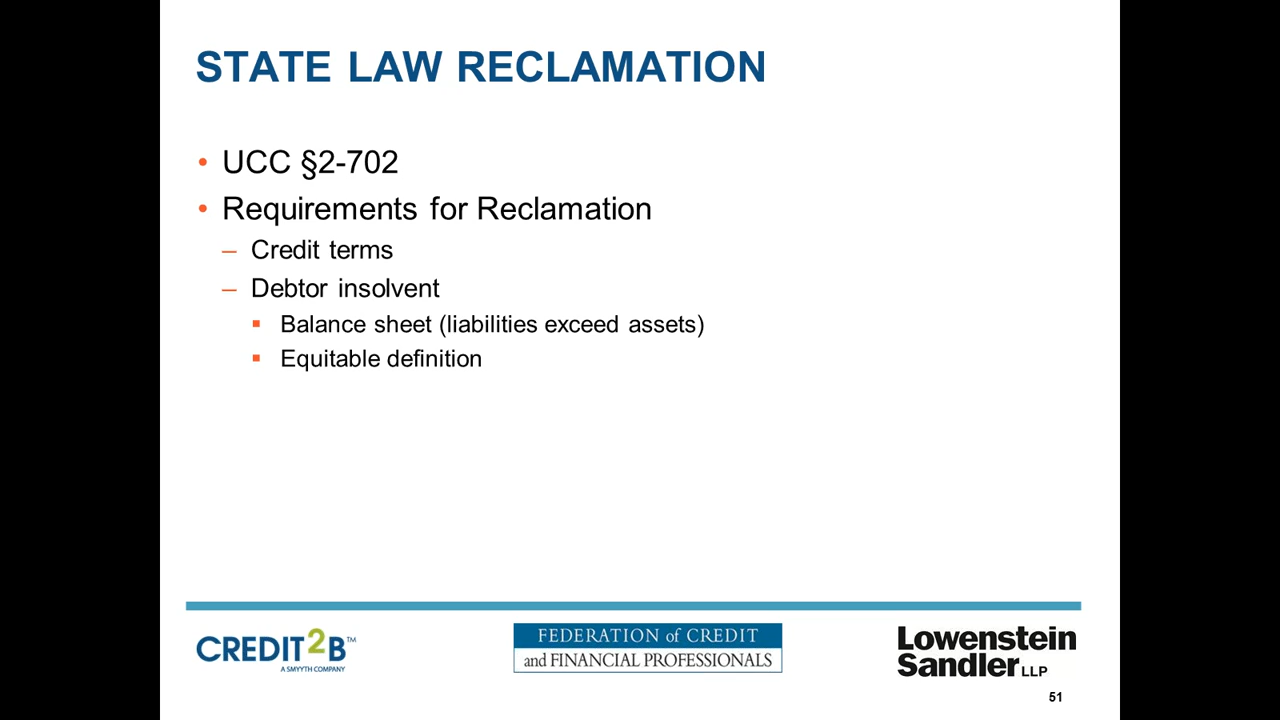 STATE LAW RECLAMATION
• UCC §2-702
• Requirements for Reclamation
– Credit terms
– Debtor insolvent
▪ Balance sheet (liabilities exceed assets)
▪ Equitable definition
CREDIT2B™
A SMYYTH COMPANY
FEDERATION of CREDIT
and FINANCIAL PROFESSIONALS
Lowenstein
Sandler LLP
51